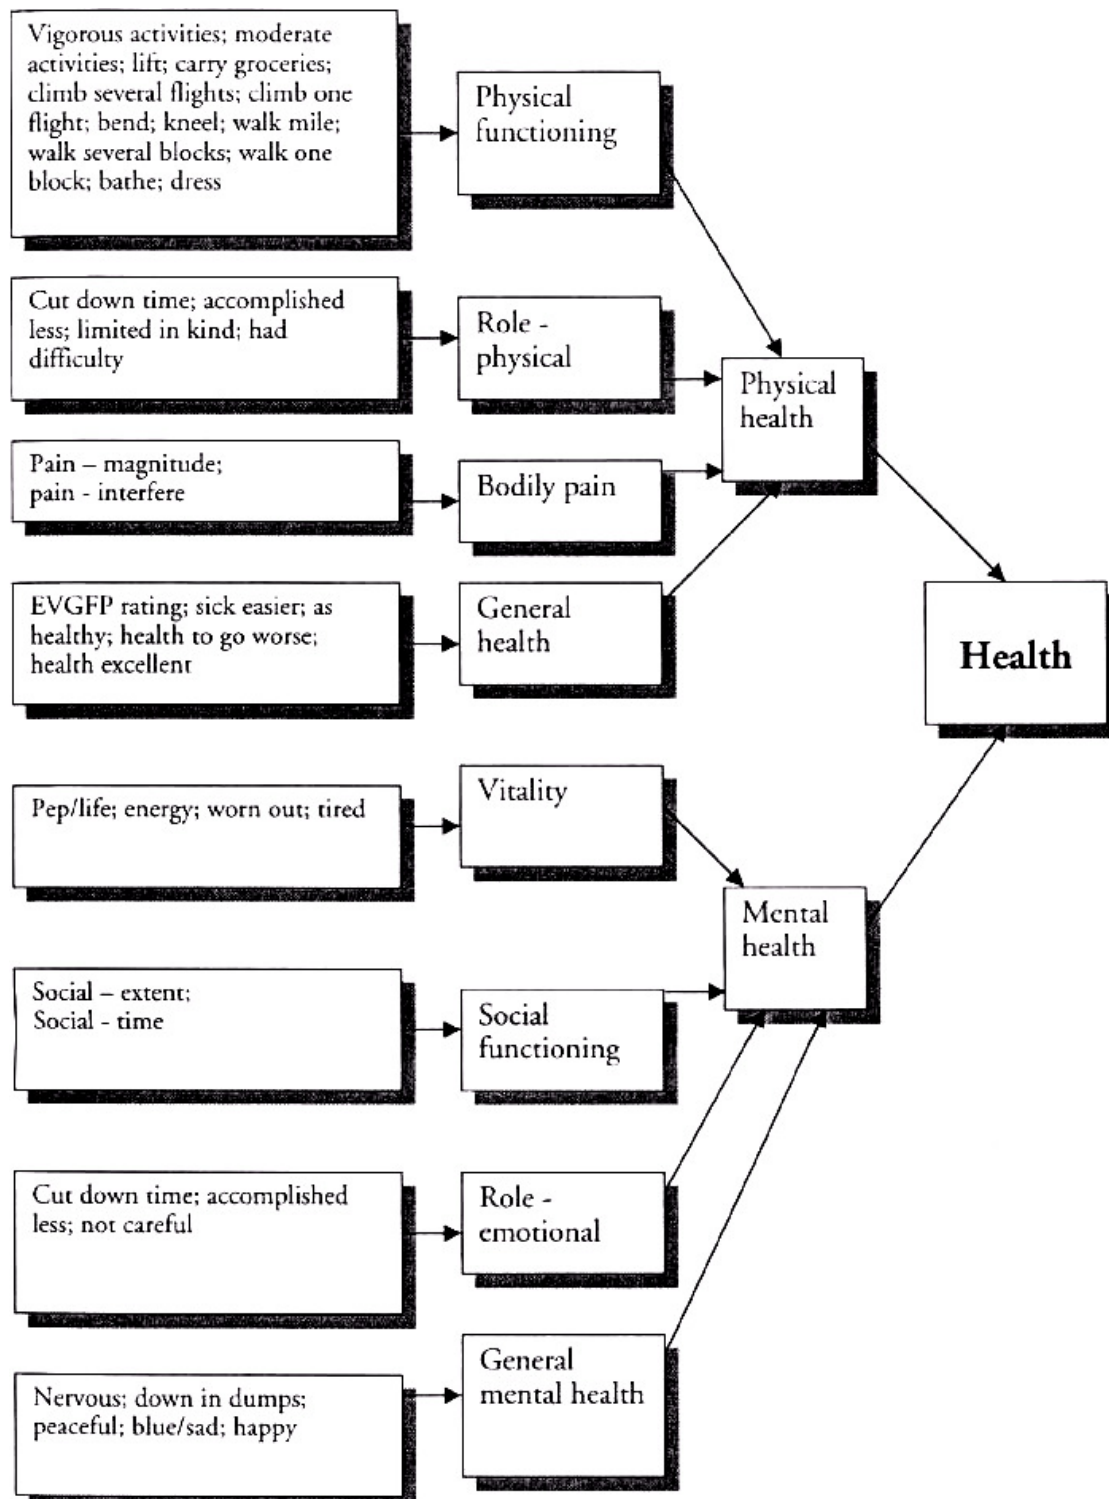 Vigorous activities; moderate
activities; lift; carry groceries;
climb several flights; climb one
flight; bend; kneel; walk mile;
walk several blocks; walk one
block; bathe; dress
Physical
functioning
Cut down time; accomplished
less; limited in kind; had
difficulty
Role -
physical
Physical
health
Pain – magnitude;
pain - interfere
Bodily pain
EVGFP rating; sick easier; as
healthy; health to go worse;
health excellent
General
health
Health
Pep/life; energy; worn out; tired
Vitality
Mental
health
Social – extent;
Social - time
Social
functioning
Cut down time; accomplished
less; not careful
Role -
emotional
Nervous; down in dumps;
peaceful; blue/sad; happy
General
mental health